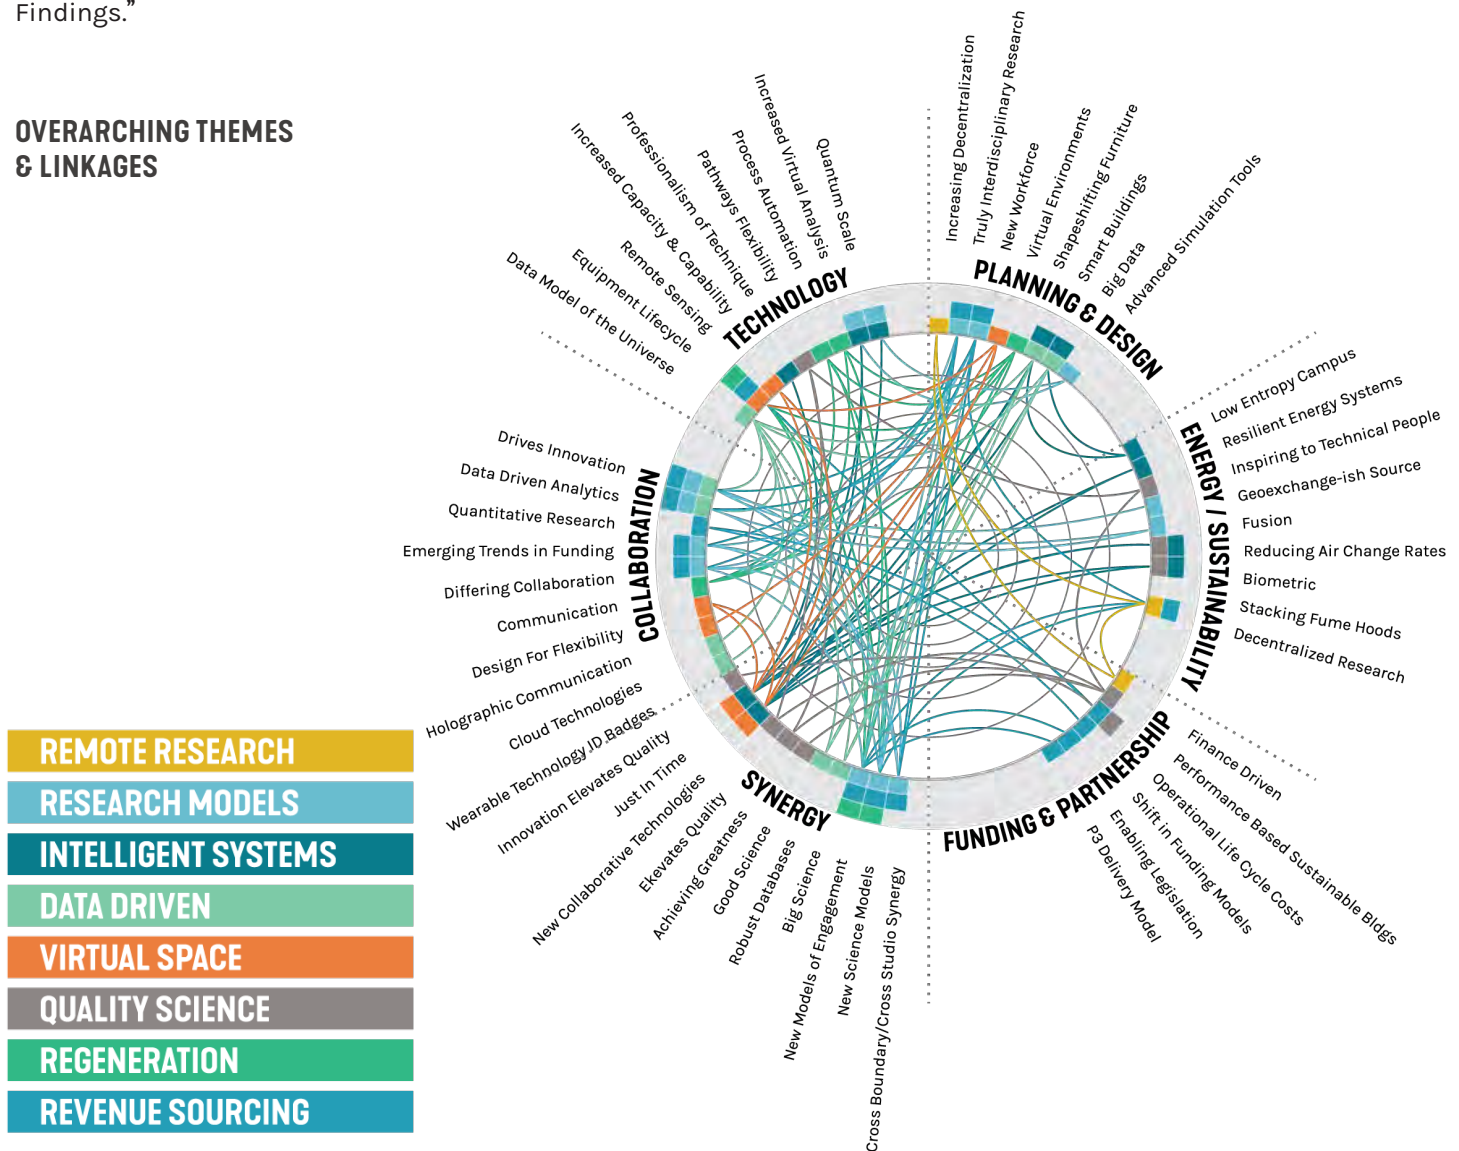 Findings.”
OVERARCHING THEMES
& LINKAGES
TECHNOLOGY
Data Model of the Universe
Equipment Lifecycle
Remote Sensing
Increased Capacity & Capability
Professionalism of Technique
Pathways Flexibility
Process Automation
Increased Virtual Analysis
Quantum Scale
PLANNING & DESIGN
Increasing Decentralization
Truly Interdisciplinary Research
New Workforce
Virtual Environments
Shapeshifting Furniture
Smart Buildings
Big Data
Advanced Simulation Tools
ENERGY / SUSTAINABILITY
Low Entropy Campus
Resilient Energy Systems
Inspiring to Technical People
Geoexchange-ish Source
Fusion
Reducing Air Change Rates
Biometric
Stacking Fume Hoods
Decentralized Research
FUNDING & PARTNERSHIP
Finance Driven
Performance Based Sustainable Bldgs
Operational Life Cycle Costs
Shift in Funding Models
Enabling Legislation
P3 Delivery Model
SYNERGY
Cross Boundary/Cross Studio Synergy
New Science Models
New Models of Engagement
Big Science
Robust Databases
Good Science
Achieving Greatness
Ekevates Quality
New Collaborative Technologies
Just In Time
Innovation Elevates Quality
Wearable Technology ID Badges
COLLABORATION
Cloud Technologies
Holographic Communication
Design For Flexibility
Communication
Differing Collaboration
Emerging Trends in Funding
Quantitative Research
Data Driven Analytics
Drives Innovation
REMOTE RESEARCH
RESEARCH MODELS
INTELLIGENT SYSTEMS
DATA DRIVEN
VIRTUAL SPACE
QUALITY SCIENCE
REGENERATION
REVENUE SOURCING